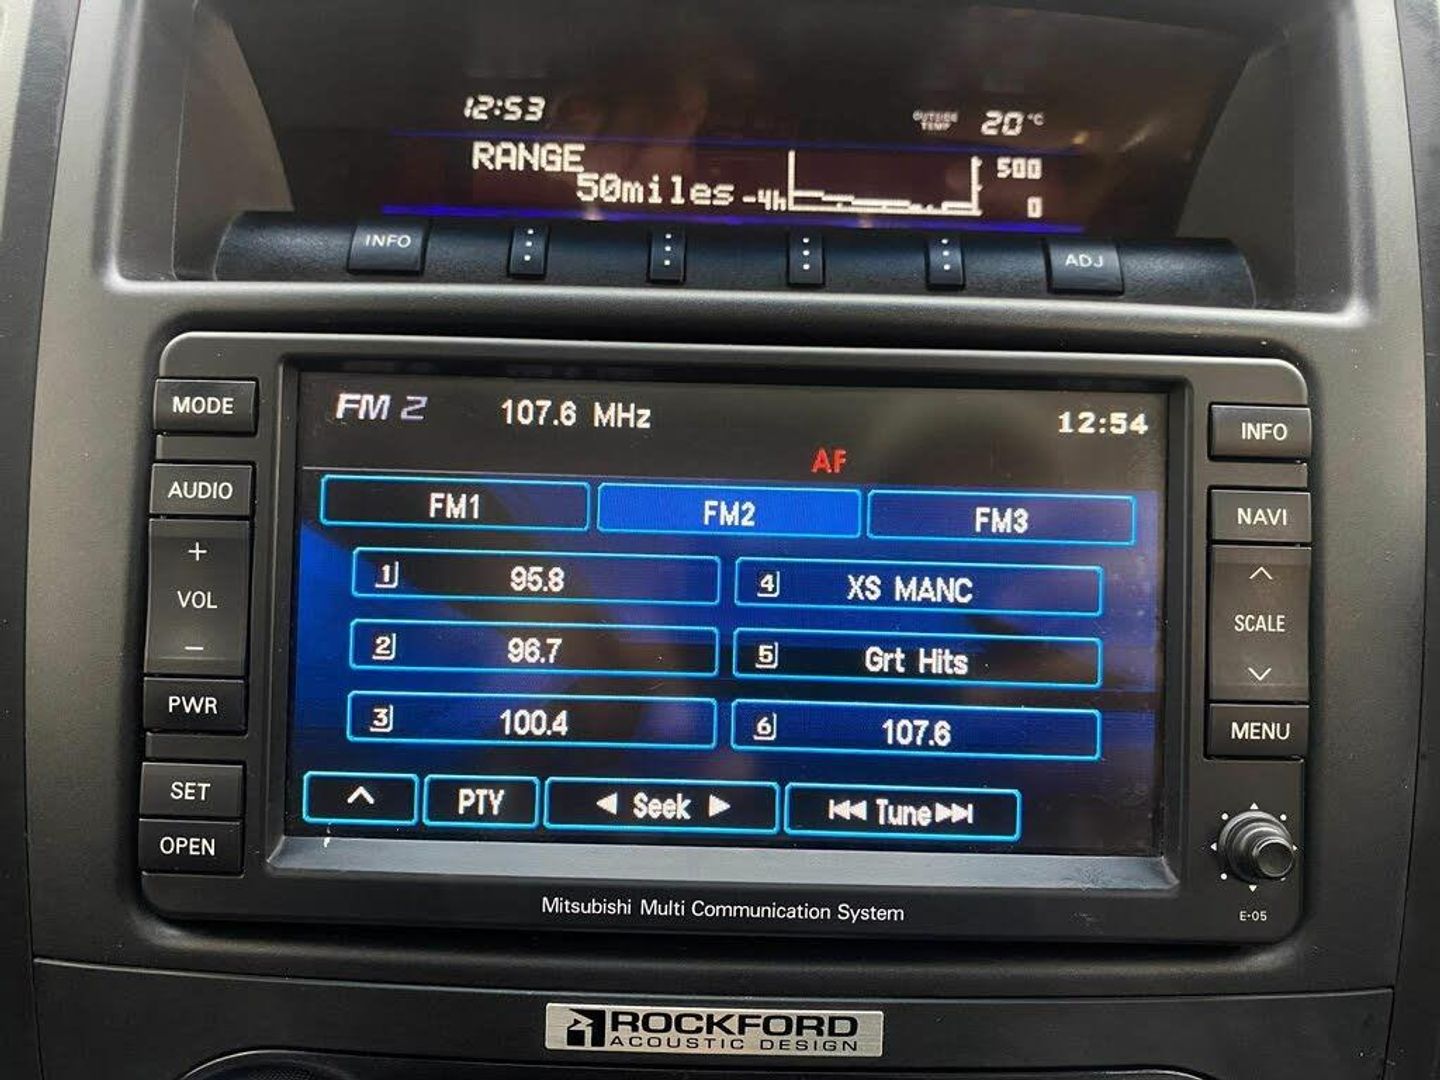 12:53 OUTSIDE TEMP 20°C
RANGE
50miles -4h 500 0
INFO ADJ
FM 2 107.6 MHz 12:54
AF
FM1 FM2 FM3
1 95.8 4 XS MANC
2 96.7 5 Grt Hits
3 100.4 6 107.6
PTY Seek Tune
MODE
AUDIO
+
VOL
−
PWR
SET
OPEN
INFO
NAVI
SCALE
MENU
E-05
Mitsubishi Multi Communication System
ROCKFORD
ACOUSTIC DESIGN